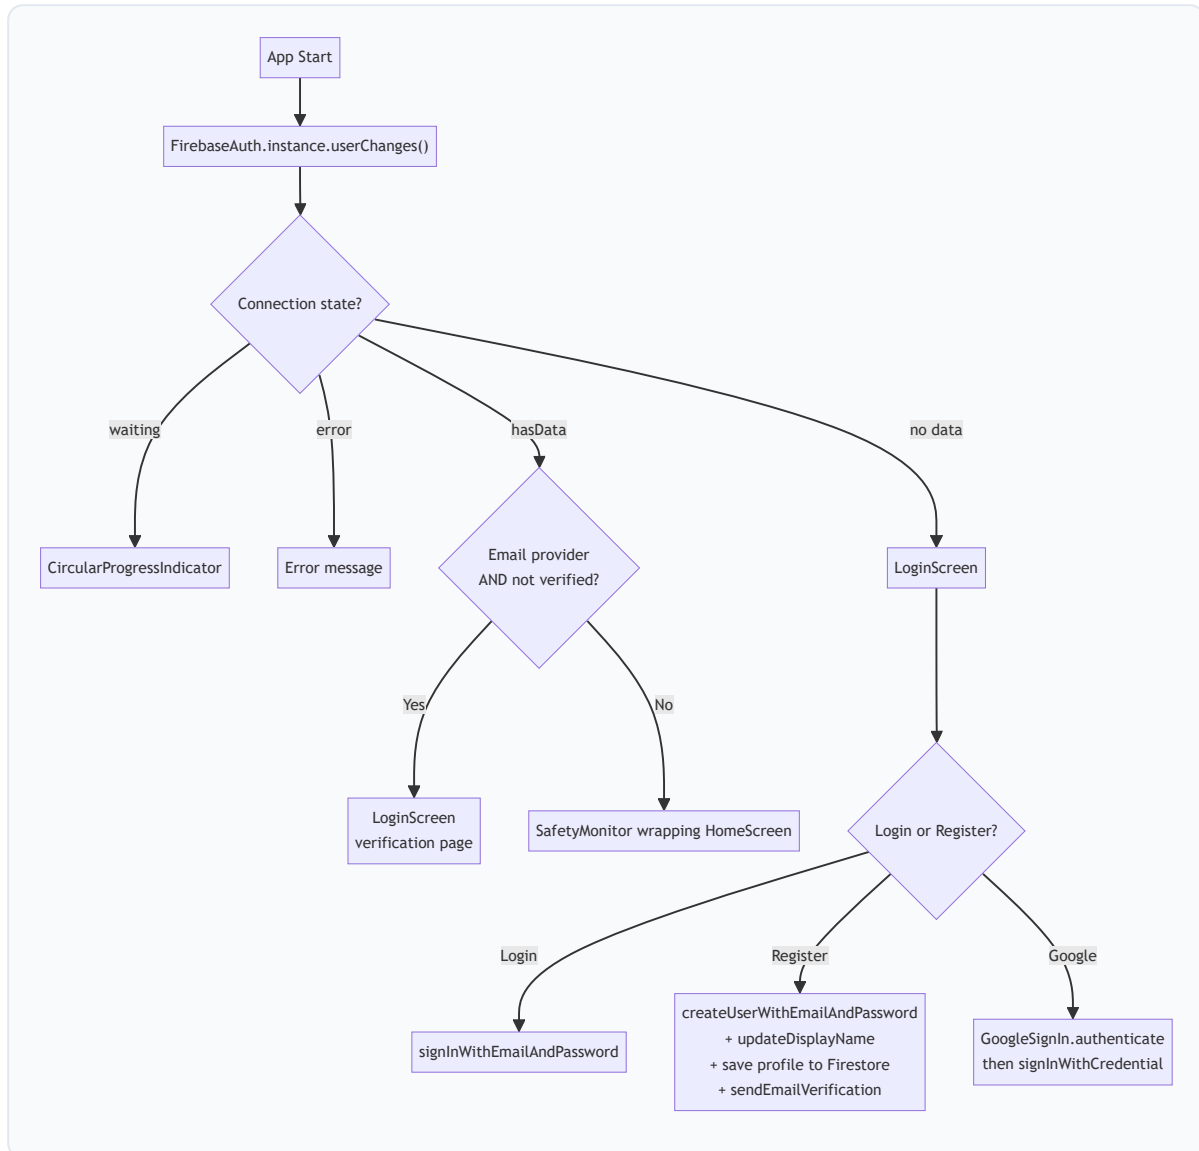 App Start
FirebaseAuth.instance.userChanges()
Connection state?
waiting
error
hasData
no data
CircularProgressIndicator
Error message
Email provider
AND not verified?
LoginScreen
Yes
No
LoginScreen
verification page
SafetyMonitor wrapping HomeScreen
Login or Register?
Login
Register
Google
signInWithEmailAndPassword
createUserWithEmailAndPassword
+ updateDisplayName
+ save profile to Firestore
+ sendEmailVerification
GoogleSignIn.authenticate
then signInWithCredential